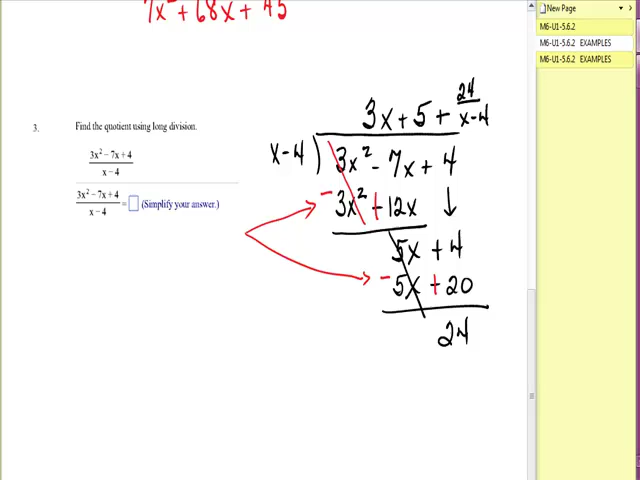 7x² + 68x + 45
3. Find the quotient using long division.
3x² − 7x + 4
x − 4
3x² − 7x + 4
x − 4
= (Simplify your answer.)
24
3x + 5 + x−4
x−4 ) 3x² − 7x + 4
− 3x² + 12x ↓
5x + 4
− 5x + 20
24
New Page
M6-U1-5.6.2
M6-U1-5.6.2 EXAMPLES
M6-U1-5.6.2 EXAMPLES